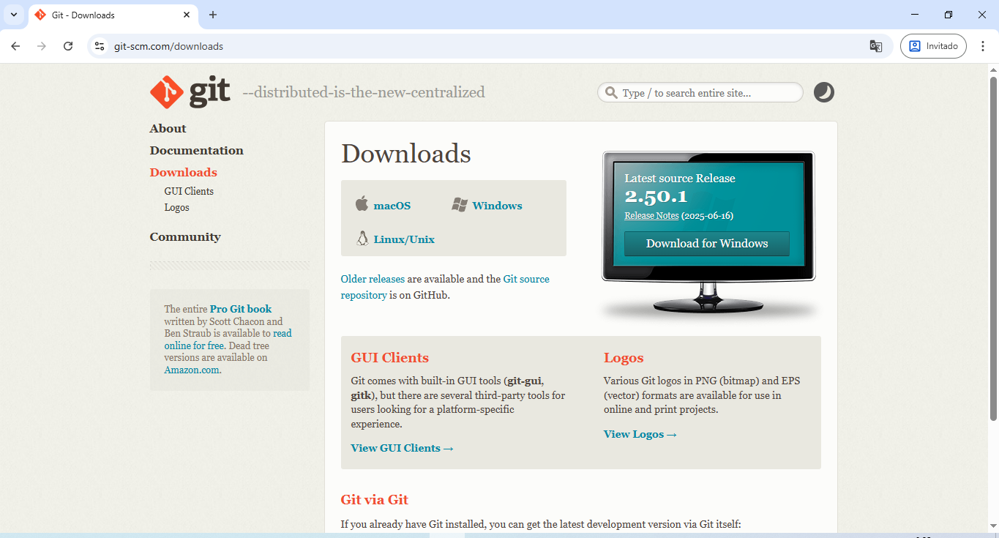 Git - Downloads
git-scm.com/downloads
Invitado
git --distributed-is-the-new-centralized
Type / to search entire site...
About
Documentation
Downloads
GUI Clients
Logos
Community
The entire Pro Git book
written by Scott Chacon and
Ben Straub is available to read
online for free. Dead tree
versions are available on
Amazon.com.
Downloads
macOS
Windows
Linux/Unix
Older releases are available and the Git source
repository is on GitHub.
Latest source Release
2.50.1
Release Notes (2025-06-16)
Download for Windows
GUI Clients
Git comes with built-in GUI tools (git-gui,
gitk), but there are several third-party tools for
users looking for a platform-specific
experience.
View GUI Clients →
Logos
Various Git logos in PNG (bitmap) and EPS
(vector) formats are available for use in
online and print projects.
View Logos →
Git via Git
If you already have Git installed, you can get the latest development version via Git itself: